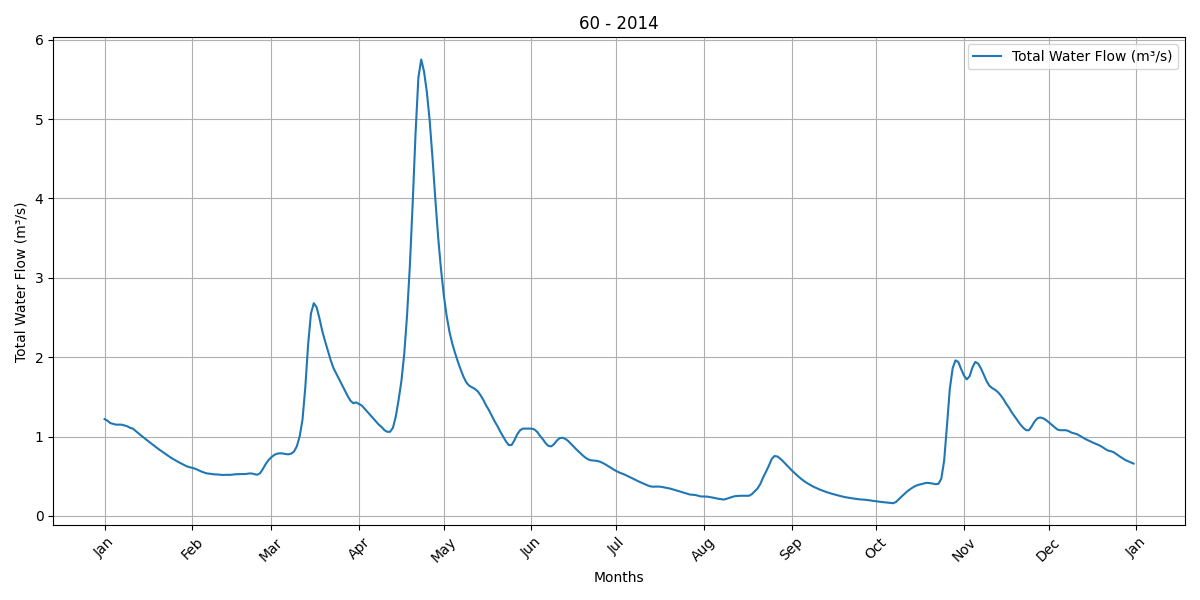 60 - 2014
Total Water Flow (m³/s)
Total Water Flow (m³/s)
6
5
4
3
2
1
0
Jan
Feb
Mar
Apr
May
Jun
Jul
Aug
Sep
Oct
Nov
Dec
Jan
Months